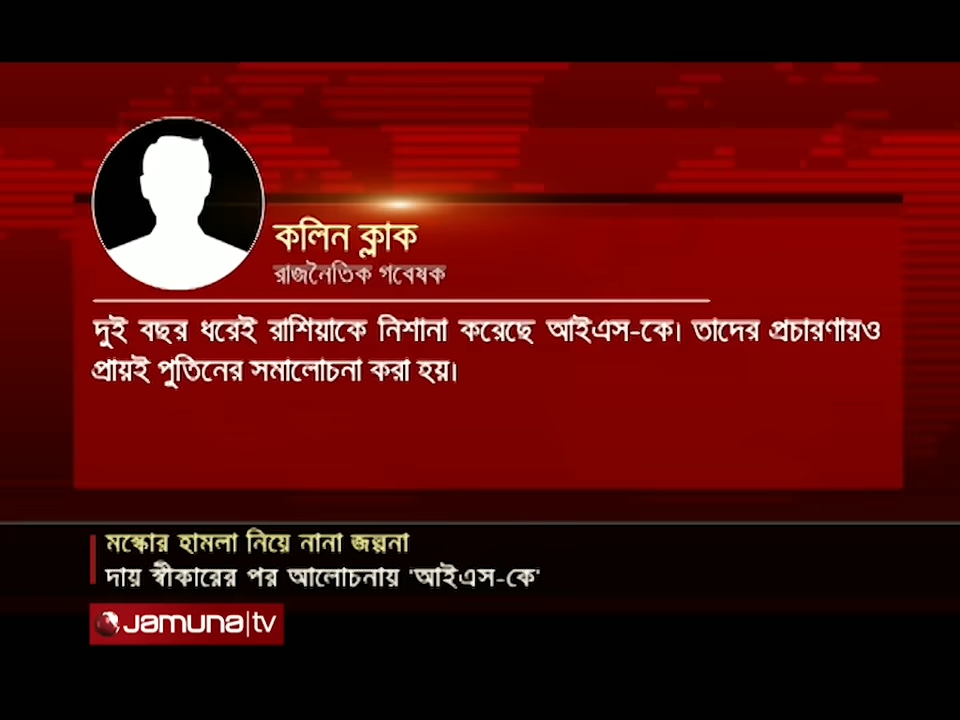 কলিন ক্লাক
রাজনৈতিক গবেষক
দুই বছর ধরেই রাশিয়াকে নিশানা করেছে আইএস-কে। তাদের প্রচারণায়ও
প্রায়ই পুতিনের সমালোচনা করা হয়।
মস্কোর হামলা নিয়ে নানা জল্পনা
দায় স্বীকারের পর আলোচনায় 'আইএস-কে'
Jamuna|tv